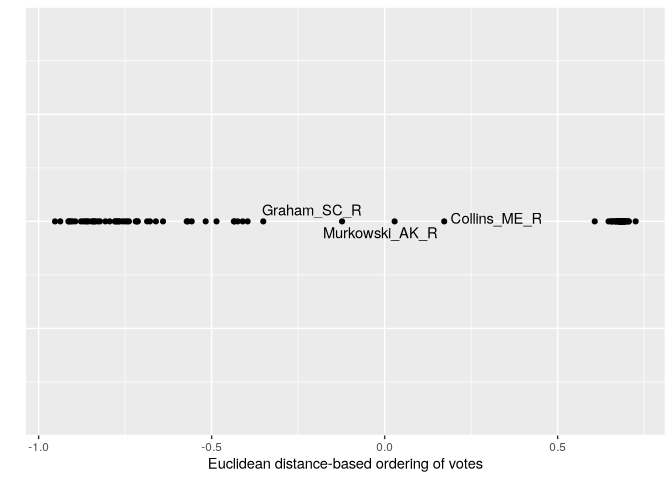 Graham_SC_R
Collins_ME_R
Murkowski_AK_R
-1.0
-0.5
0.0
0.5
Euclidean distance-based ordering of votes